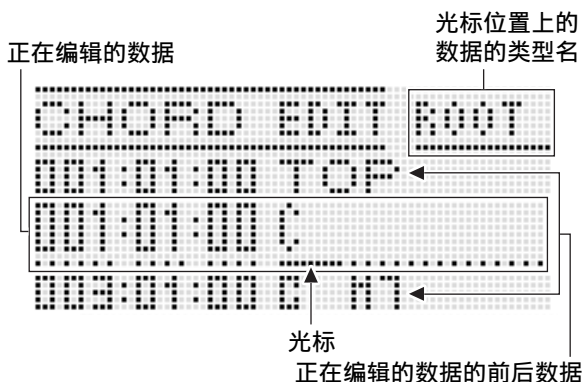 光标位置上的
数据的类型名
正在编辑的数据
CHORD EDIT ROOT
001:01:00 TOP
001:01:00 C
003:01:00 G M7
光标
正在编辑的数据的前后数据